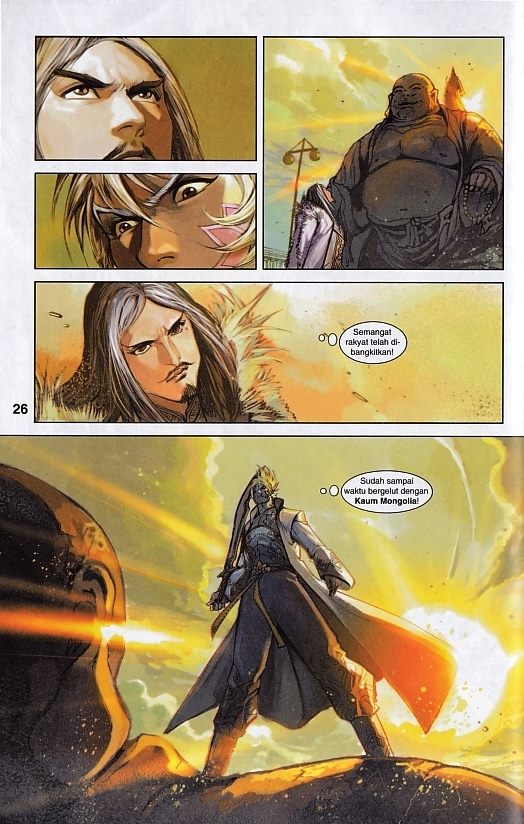 Semangat
rakyat telah di-
bangkitkan!
26
Sudah sampai
waktu bergelut dengan
Kaum Mongolia!